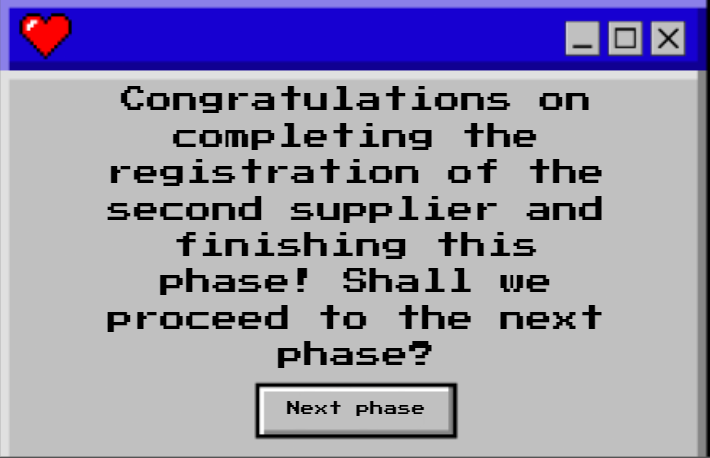 Congratulations on
completing the
registration of the
second supplier and
finishing this
phase! Shall we
proceed to the next
phase?
Next phase